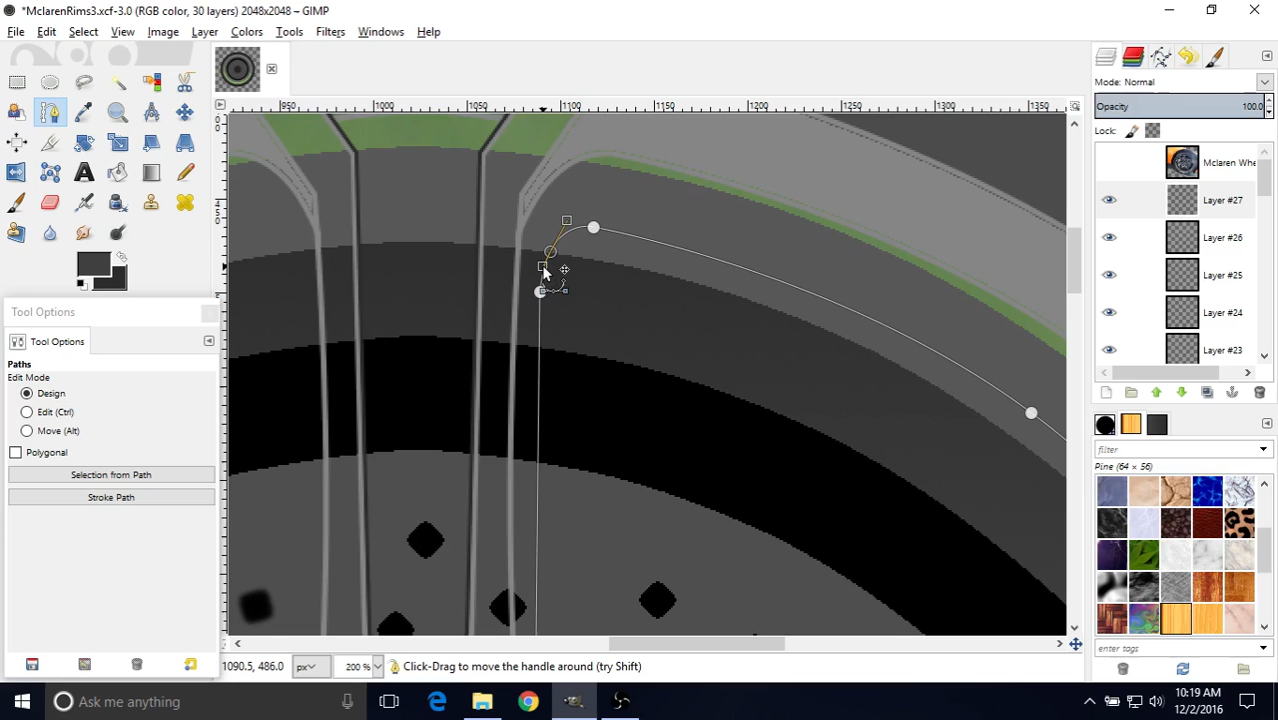 *MclarenRims3.xcf-3.0 (RGB color, 30 layers) 2048x2048 – GIMP
File Edit Select View Image Layer Colors Tools Filters Windows Help
Mode: Normal
Opacity 100.0
Lock:
950 1000 1050 1100 1150 1200 1250 1300 1350
Mclaren Whe
Layer #27
Layer #26
Layer #25
Layer #24
Layer #23
Tool Options
Tool Options
Paths
Edit Mode
Design
Edit (Ctrl)
Move (Alt)
Polygonal
Selection from Path
Stroke Path
filter
Pine (64 × 56)
enter tags
1090.5, 486.0 px 200 % Click-Drag to move the handle around (try Shift)
Ask me anything
10:19 AM
12/2/2016